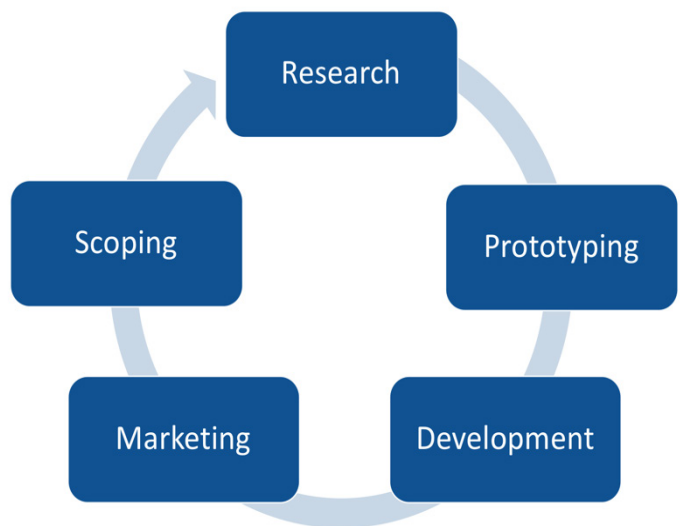 Research
Prototyping
Development
Marketing
Scoping